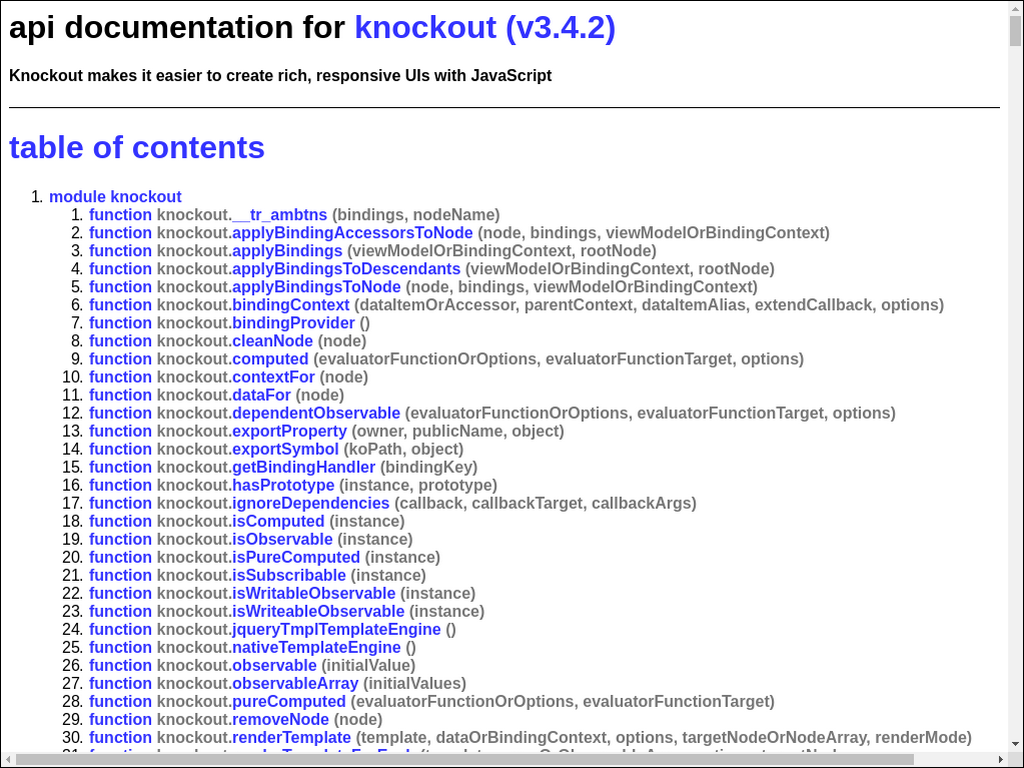 api documentation for knockout (v3.4.2)
Knockout makes it easier to create rich, responsive UIs with JavaScript
table of contents
1. module knockout
1. function knockout.__tr_ambtns (bindings, nodeName)
2. function knockout.applyBindingAccessorsToNode (node, bindings, viewModelOrBindingContext)
3. function knockout.applyBindings (viewModelOrBindingContext, rootNode)
4. function knockout.applyBindingsToDescendants (viewModelOrBindingContext, rootNode)
5. function knockout.applyBindingsToNode (node, bindings, viewModelOrBindingContext)
6. function knockout.bindingContext (dataItemOrAccessor, parentContext, dataItemAlias, extendCallback, options)
7. function knockout.bindingProvider ()
8. function knockout.cleanNode (node)
9. function knockout.computed (evaluatorFunctionOrOptions, evaluatorFunctionTarget, options)
10. function knockout.contextFor (node)
11. function knockout.dataFor (node)
12. function knockout.dependentObservable (evaluatorFunctionOrOptions, evaluatorFunctionTarget, options)
13. function knockout.exportProperty (owner, publicName, object)
14. function knockout.exportSymbol (koPath, object)
15. function knockout.getBindingHandler (bindingKey)
16. function knockout.hasPrototype (instance, prototype)
17. function knockout.ignoreDependencies (callback, callbackTarget, callbackArgs)
18. function knockout.isComputed (instance)
19. function knockout.isObservable (instance)
20. function knockout.isPureComputed (instance)
21. function knockout.isSubscribable (instance)
22. function knockout.isWritableObservable (instance)
23. function knockout.isWriteableObservable (instance)
24. function knockout.jqueryTmplTemplateEngine ()
25. function knockout.nativeTemplateEngine ()
26. function knockout.observable (initialValue)
27. function knockout.observableArray (initialValues)
28. function knockout.pureComputed (evaluatorFunctionOrOptions, evaluatorFunctionTarget)
29. function knockout.removeNode (node)
30. function knockout.renderTemplate (template, dataOrBindingContext, options, targetNodeOrNodeArray, renderMode)